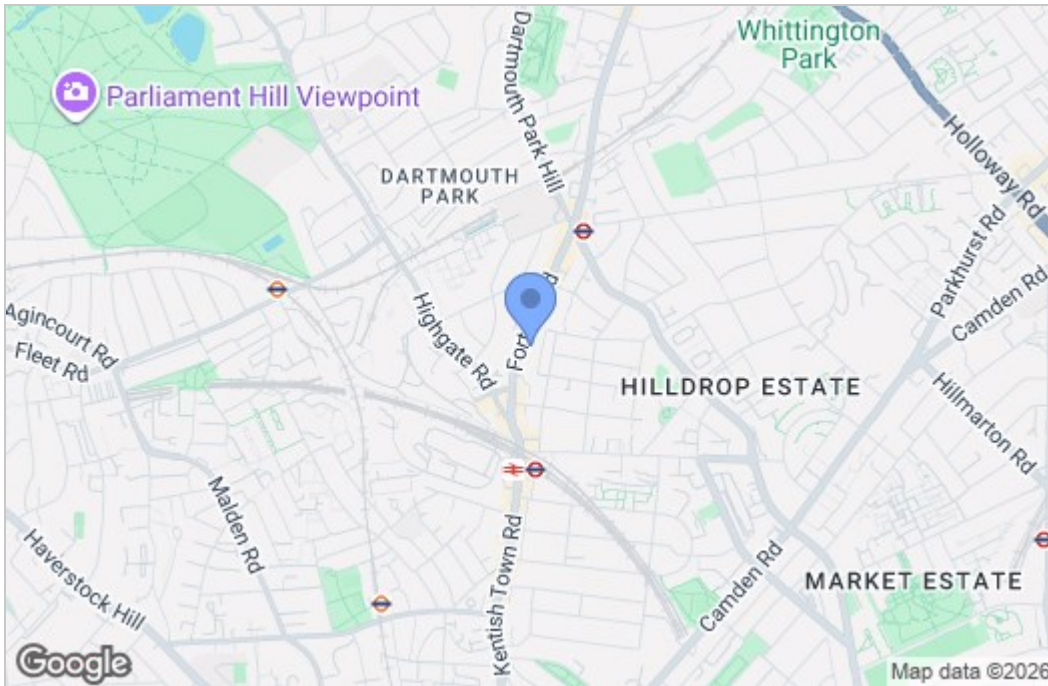 Whittington
Park
Dartmouth Park Hill
Parliament Hill Viewpoint
Holloway Rd
DARTMOUTH
PARK
Parkhurst Rd
Camden Rd
Agincourt Rd
Fleet Rd
Highgate Rd
HILLDROP ESTATE
Hillmarton Rd
Malden Rd
Haverstock Hill
Kentish Town Rd
Camden Rd
MARKET ESTATE
Google
Map data ©2026